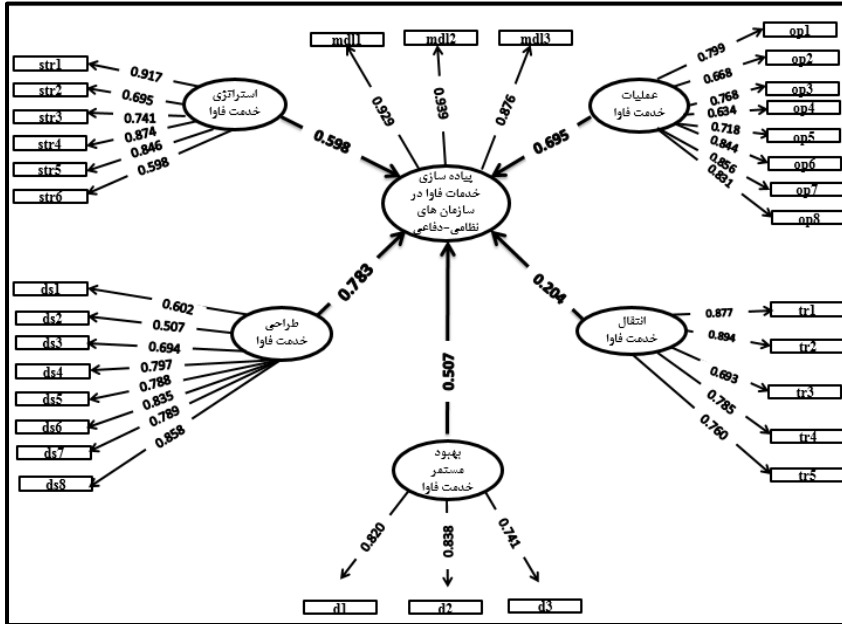 mdl1
mdl2
mdl3
0.929
0.939
0.876
str1
str2
str3
str4
str5
str6
0.917
0.695
0.741
0.874
0.846
0.598
استراتژی
خدمت فاوا
0.598
op1
op2
op3
op4
op5
op6
op7
op8
0.799
0.668
0.768
0.634
0.718
0.844
0.856
0.831
عملیات
خدمت فاوا
0.695
پیاده سازی
خدمات فاوا در
سازمان های
نظامی-دفاعی
ds1
ds2
ds3
ds4
ds5
ds6
ds7
ds8
0.602
0.507
0.694
0.797
0.788
0.835
0.789
0.858
طراحی
خدمت فاوا
0.783
tr1
tr2
tr3
tr4
tr5
0.877
0.894
0.693
0.785
0.760
انتقال
خدمت فاوا
0.204
0.507
بهبود
مستمر
خدمت فاوا
0.820
0.838
0.741
d1
d2
d3